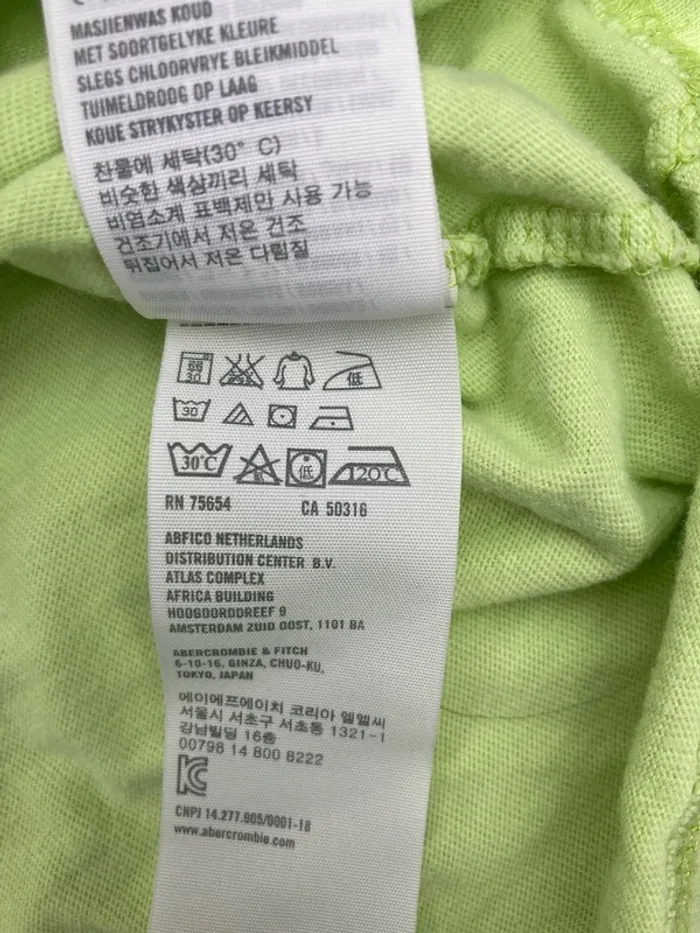 MASJIENWAS KOUD
MET SOORTGELYKE KLEURE
SLEGS CHLOORVRYE BLEIKMIDDEL
TUIMELDROOG OP LAAG
KOUE STRYKYSTER OP KEERSY
찬물에 세탁(30° C)
비슷한 색상끼리 세탁
비염소계 표백제만 사용 가능
건조기에서 저온 건조
뒤집어서 저온 다림질
30 低
30
30°C 低 120°C
RN 75654 CA 50316
ABFICO NETHERLANDS
DISTRIBUTION CENTER B.V.
ATLAS COMPLEX
AFRICA BUILDING
HOOGOORDDREEF 9
AMSTERDAM ZUID OOST, 1101 BA
ABERCROMBIE & FITCH
6-10-16, GINZA, CHUO-KU,
TOKYO, JAPAN
에이에프에이치 코리아 엘엘씨
서울시 서초구 서초동 1321-1
강남빌딩 16층
00798 14 800 8222
CNPJ 14.277.005/0001-18
www.abercrombie.com